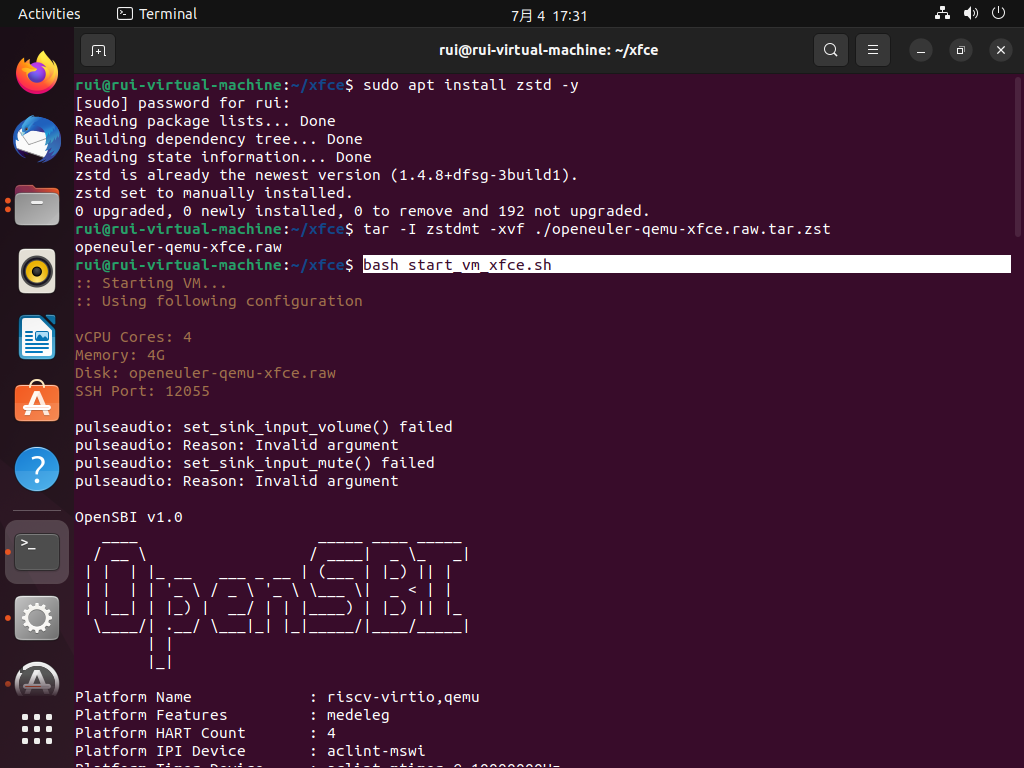 Activities
Terminal
7月 4 17:31
rui@rui-virtual-machine: ~/xfce
rui@rui-virtual-machine:~/xfce$ sudo apt install zstd -y
[sudo] password for rui:
Reading package lists... Done
Building dependency tree... Done
Reading state information... Done
zstd is already the newest version (1.4.8+dfsg-3build1).
zstd set to manually installed.
0 upgraded, 0 newly installed, 0 to remove and 192 not upgraded.
rui@rui-virtual-machine:~/xfce$ tar -I zstdmt -xvf ./openeuler-qemu-xfce.raw.tar.zst
openeuler-qemu-xfce.raw
rui@rui-virtual-machine:~/xfce$ bash start_vm_xfce.sh
:: Starting VM...
:: Using following configuration
vCPU Cores: 4
Memory: 4G
Disk: openeuler-qemu-xfce.raw
SSH Port: 12055
pulseaudio: set_sink_input_volume() failed
pulseaudio: Reason: Invalid argument
pulseaudio: set_sink_input_mute() failed
pulseaudio: Reason: Invalid argument
OpenSBI v1.0
OpenSBI
Platform Name : riscv-virtio,qemu
Platform Features : medeleg
Platform HART Count : 4
Platform IPI Device : aclint-mswi
Platform Timer Device : aclint-mtimer @ 10000000Hz